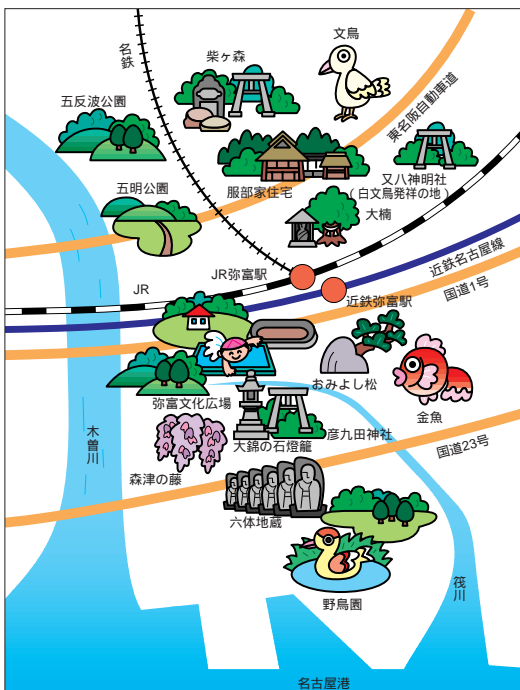 文鳥
名鉄
柴ヶ森
五反波公園
東名阪自動車道
服部家住宅
又八神明社
(白文鳥発祥の地)
五明公園
大楠
JR弥富駅
近鉄名古屋線
JR
近鉄弥富駅
国道1号
おみよし松
弥富文化広場
金魚
木曽川
大錦の石燈籠
彦九田神社
国道23号
森津の藤
六体地蔵
筏川
野鳥園
名古屋港